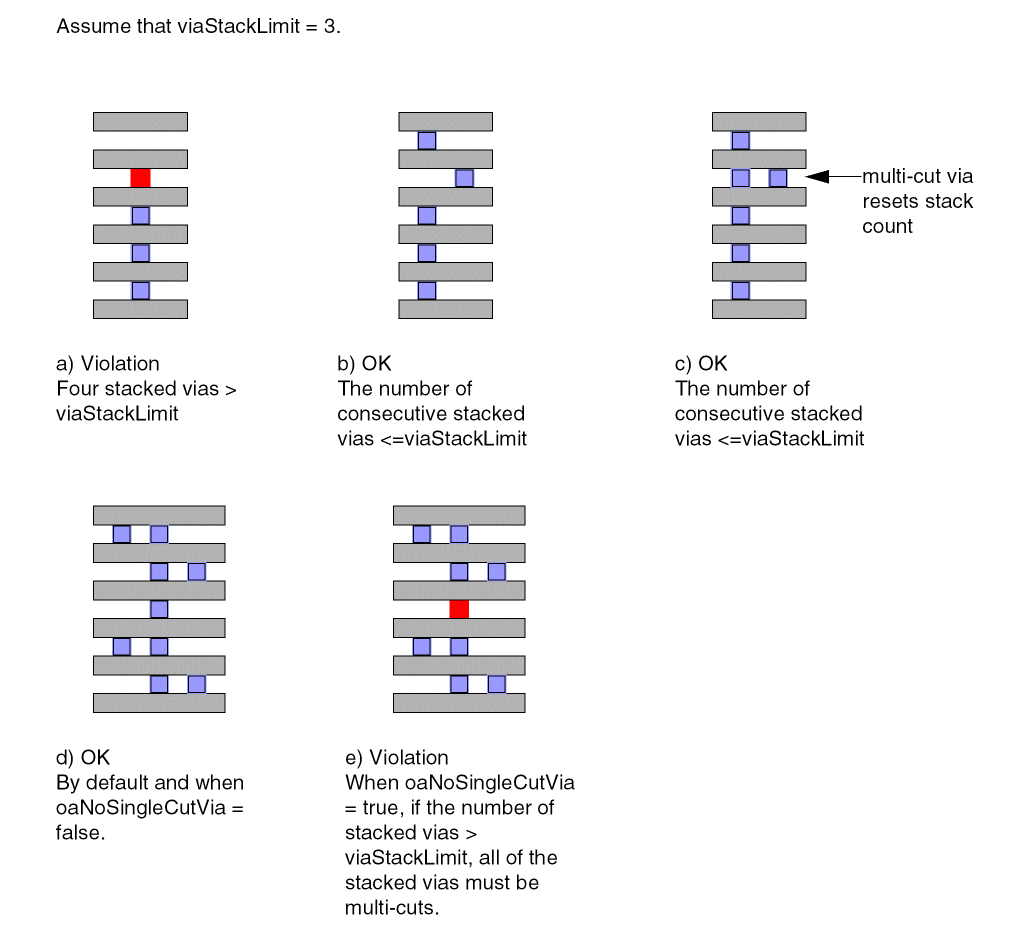 Assume that viaStackLimit = 3.
multi-cut via
resets stack
count
a) Violation
Four stacked vias >
viaStackLimit
b) OK
The number of
consecutive stacked
vias <=viaStackLimit
c) OK
The number of
consecutive stacked
vias <=viaStackLimit
d) OK
By default and when
oaNoSingleCutVia =
false.
e) Violation
When oaNoSingleCutVia
= true, if the number of
stacked vias >
viaStackLimit, all of the
stacked vias must be
multi-cuts.